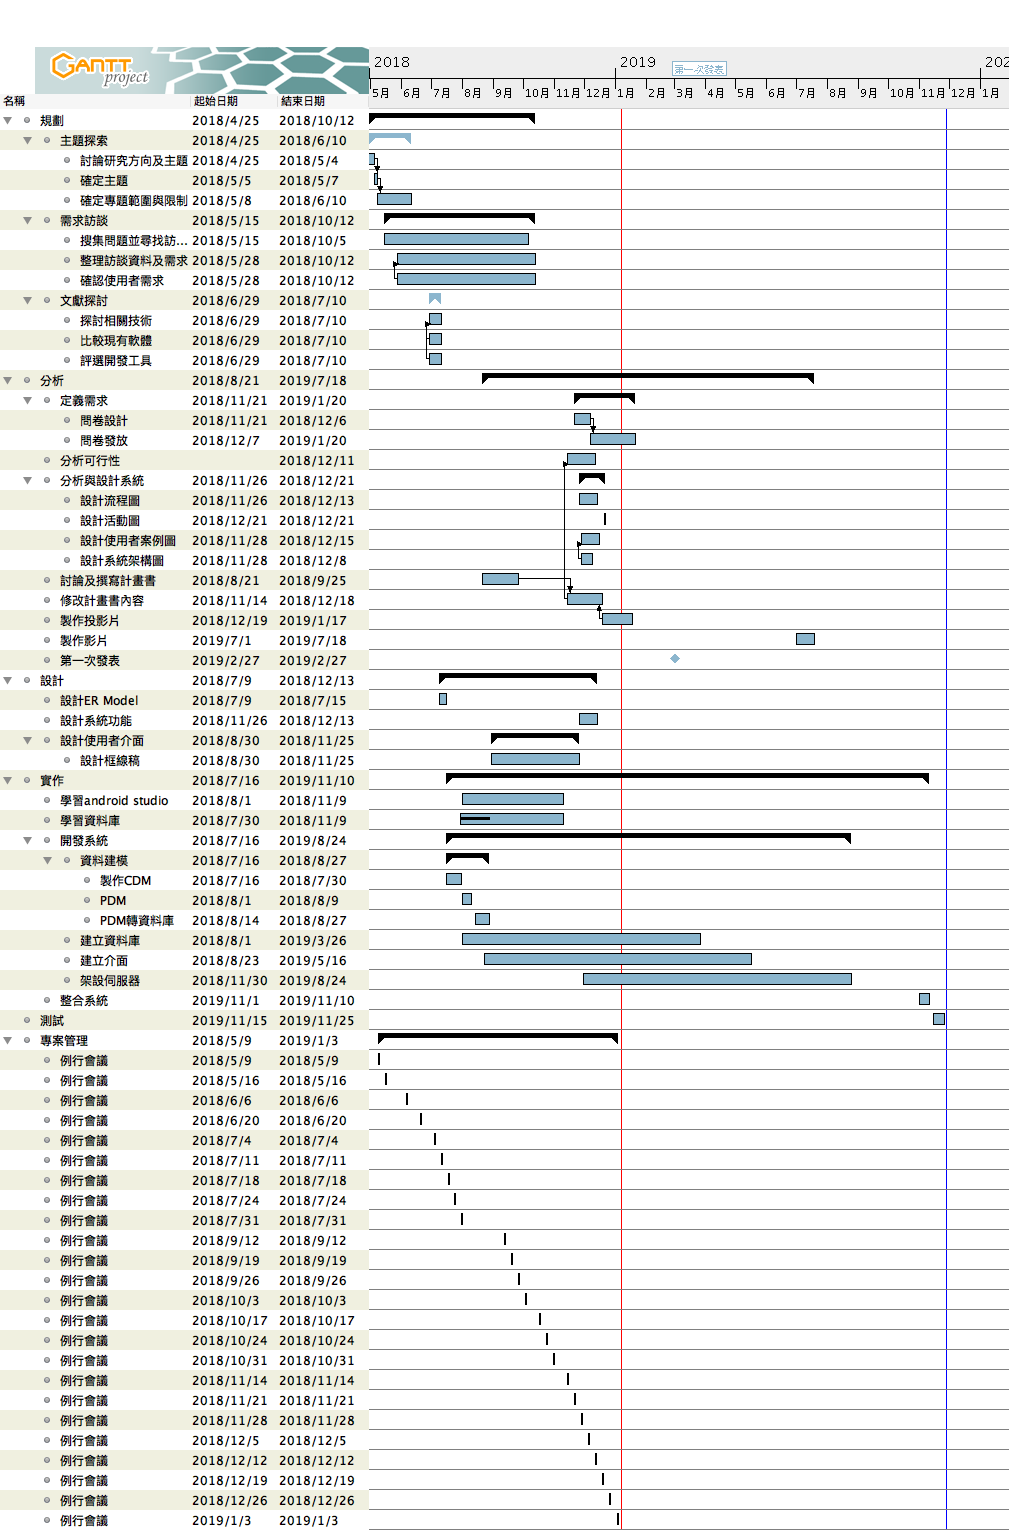 GANTT
project
2018 2019 202
第一次發表
5月 6月 7月 8月 9月 10月 11月 12月 1月 2月 3月 4月 5月 6月 7月 8月 9月 10月 11月 12月 1月
名稱 起始日期 結束日期
規劃 2018/4/25 2018/10/12
主題探索 2018/4/25 2018/6/10
討論研究方向及主題 2018/4/25 2018/5/4
確定主題 2018/5/5 2018/5/7
確定專題範圍與限制 2018/5/8 2018/6/10
需求訪談 2018/5/15 2018/10/12
搜集問題並尋找訪... 2018/5/15 2018/10/5
整理訪談資料及需求 2018/5/28 2018/10/12
確認使用者需求 2018/5/28 2018/10/12
文獻探討 2018/6/29 2018/7/10
探討相關技術 2018/6/29 2018/7/10
比較現有軟體 2018/6/29 2018/7/10
評選開發工具 2018/6/29 2018/7/10
分析 2018/8/21 2019/7/18
定義需求 2018/11/21 2019/1/20
問卷設計 2018/11/21 2018/12/6
問卷發放 2018/12/7 2019/1/20
分析可行性 2018/12/11
分析與設計系統 2018/11/26 2018/12/21
設計流程圖 2018/11/26 2018/12/13
設計活動圖 2018/12/21 2018/12/21
設計使用者案例圖 2018/11/28 2018/12/15
設計系統架構圖 2018/11/28 2018/12/8
討論及撰寫計畫書 2018/8/21 2018/9/25
修改計畫書內容 2018/11/14 2018/12/18
製作投影片 2018/12/19 2019/1/17
製作影片 2019/7/1 2019/7/18
第一次發表 2019/2/27 2019/2/27
設計 2018/7/9 2018/12/13
設計ER Model 2018/7/9 2018/7/15
設計系統功能 2018/11/26 2018/12/13
設計使用者介面 2018/8/30 2018/11/25
設計框線稿 2018/8/30 2018/11/25
實作 2018/7/16 2019/11/10
學習android studio 2018/8/1 2018/11/9
學習資料庫 2018/7/30 2018/11/9
開發系統 2018/7/16 2019/8/24
資料建模 2018/7/16 2018/8/27
製作CDM 2018/7/16 2018/7/30
PDM 2018/8/1 2018/8/9
PDM轉資料庫 2018/8/14 2018/8/27
建立資料庫 2018/8/1 2019/3/26
建立介面 2018/8/23 2019/5/16
架設伺服器 2018/11/30 2019/8/24
整合系統 2019/11/1 2019/11/10
測試 2019/11/15 2019/11/25
專案管理 2018/5/9 2019/1/3
例行會議 2018/5/9 2018/5/9
例行會議 2018/5/16 2018/5/16
例行會議 2018/6/6 2018/6/6
例行會議 2018/6/20 2018/6/20
例行會議 2018/7/4 2018/7/4
例行會議 2018/7/11 2018/7/11
例行會議 2018/7/18 2018/7/18
例行會議 2018/7/24 2018/7/24
例行會議 2018/7/31 2018/7/31
例行會議 2018/9/12 2018/9/12
例行會議 2018/9/19 2018/9/19
例行會議 2018/9/26 2018/9/26
例行會議 2018/10/3 2018/10/3
例行會議 2018/10/17 2018/10/17
例行會議 2018/10/24 2018/10/24
例行會議 2018/10/31 2018/10/31
例行會議 2018/11/14 2018/11/14
例行會議 2018/11/21 2018/11/21
例行會議 2018/11/28 2018/11/28
例行會議 2018/12/5 2018/12/5
例行會議 2018/12/12 2018/12/12
例行會議 2018/12/19 2018/12/19
例行會議 2018/12/26 2018/12/26
例行會議 2019/1/3 2019/1/3